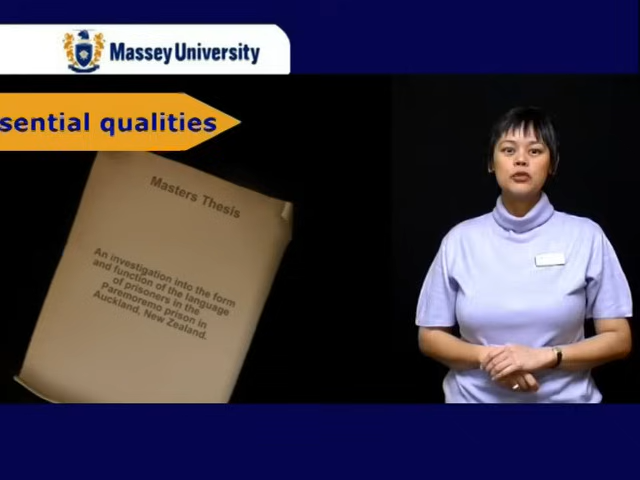 Massey University
sential qualities
Masters Thesis
An investigation into the form
and function of the language
of prisoners in the
Paremoremo prison in
Auckland, New Zealand.